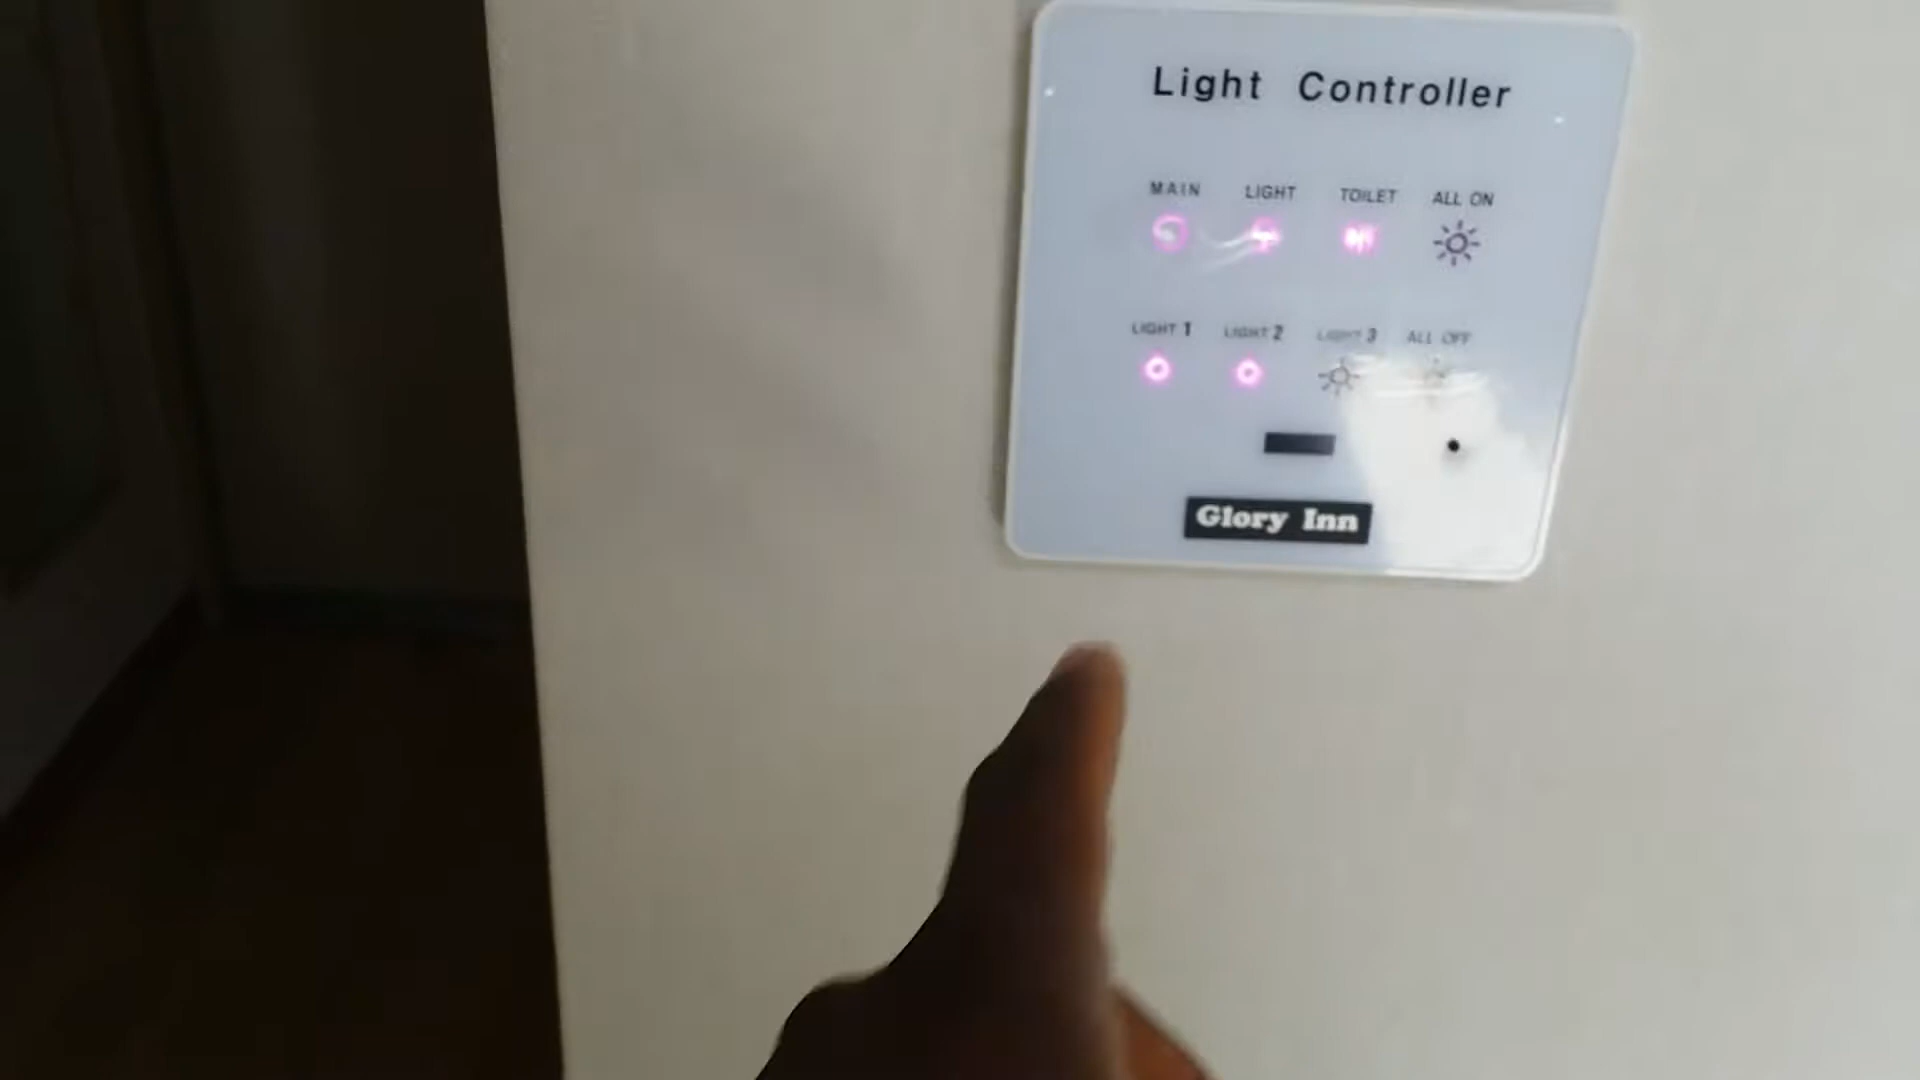 Light Controller
MAIN LIGHT TOILET ALL ON
LIGHT 1 LIGHT 2 LIGHT 3 ALL OFF
Glory Inn